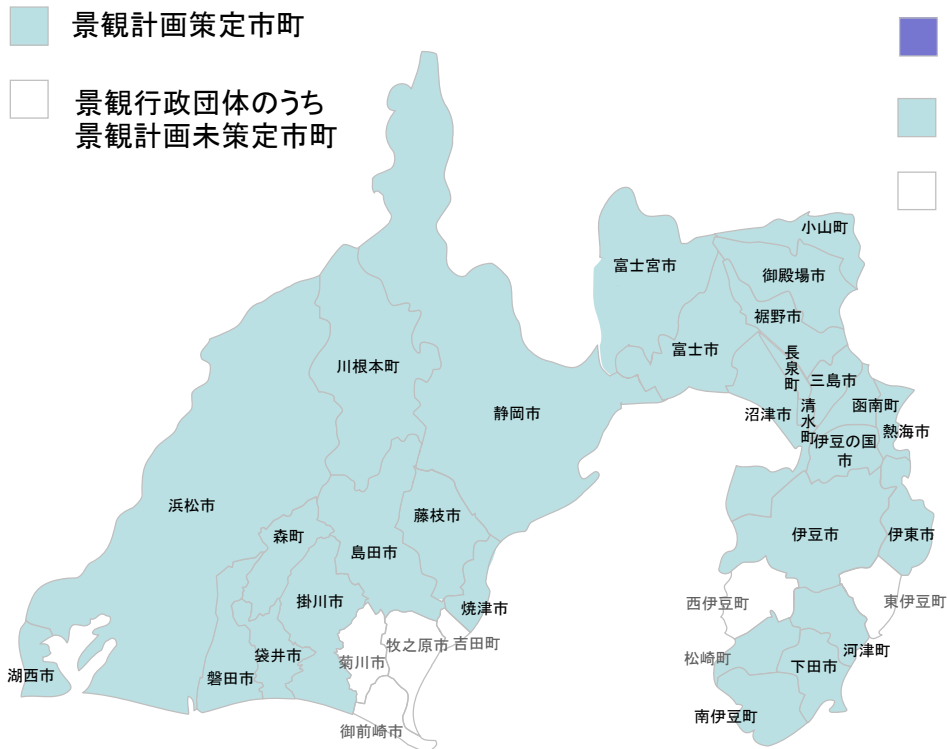 景観計画策定市町
景観行政団体のうち
景観計画未策定市町
小山町
富士宮市
御殿場市
裾野市
富士市
長泉町
三島市
川根本町
函南町
静岡市
沼津市
清水町
熱海市
伊豆の国
市
浜松市
藤枝市
森町
伊豆市
伊東市
島田市
掛川市
西伊豆町
東伊豆町
焼津市
牧之原市
吉田町
袋井市
菊川市
松崎町
河津町
湖西市
磐田市
下田市
南伊豆町
御前崎市